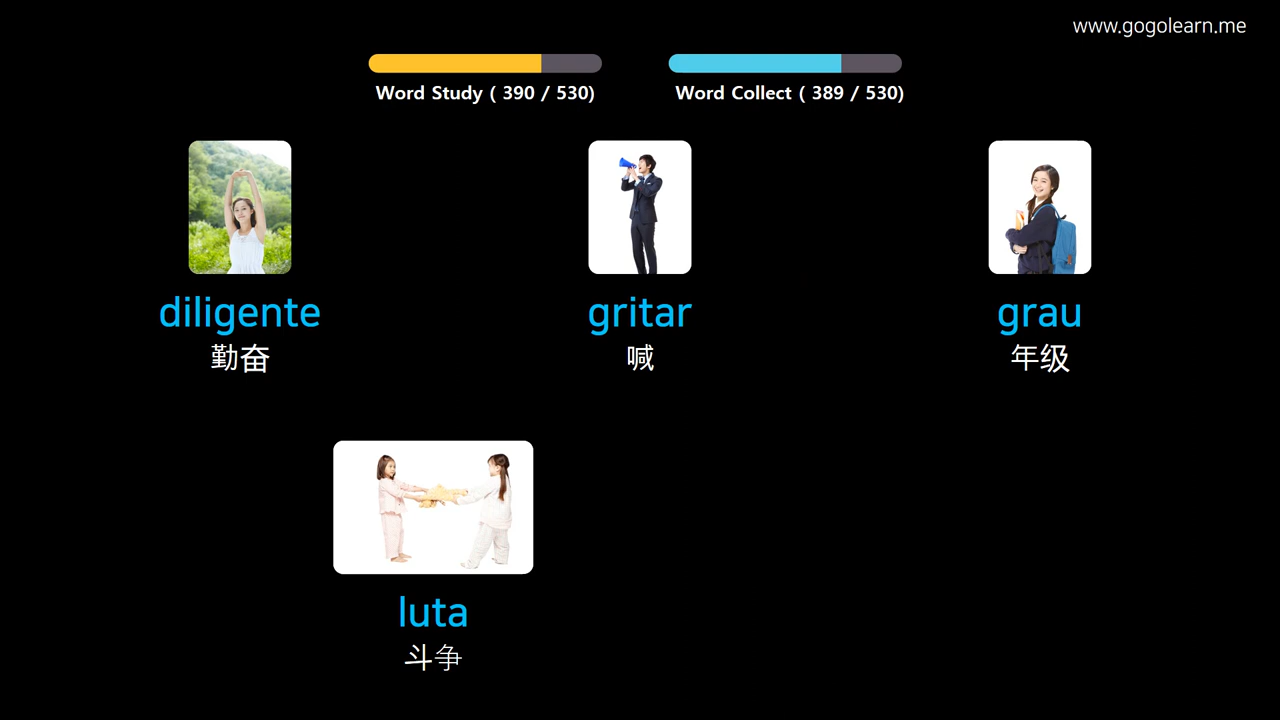 www.gogolearn.me
Word Study ( 390 / 530)
Word Collect ( 389 / 530)
diligente
勤奋
gritar
喊
grau
年级
luta
斗争